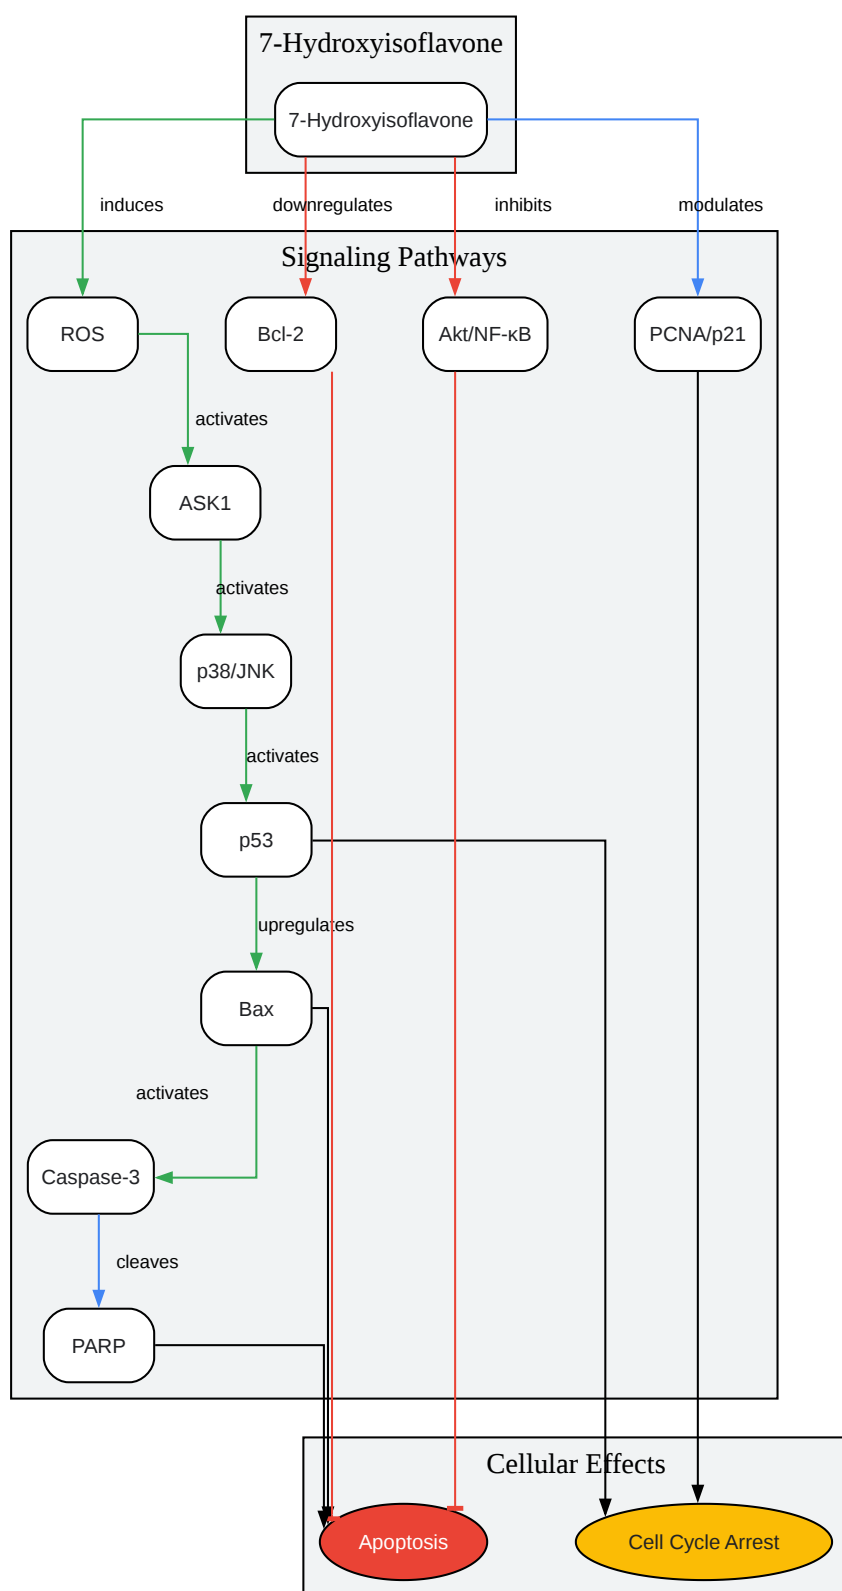 7-Hydroxyisoflavone
7-Hydroxyisoflavone
induces
downregulates
inhibits
modulates
Signaling Pathways
ROS
Bcl-2
Akt/NF-κB
PCNA/p21
activates
ASK1
activates
p38/JNK
activates
p53
upregulates
Bax
activates
Caspase-3
cleaves
PARP
Cellular Effects
Apoptosis
Cell Cycle Arrest